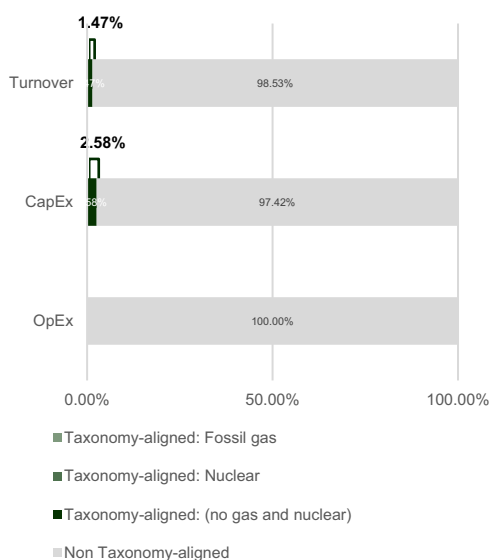 1.47%
Turnover
98.53%
2.58%
CapEx
97.42%
OpEx
100.00%
0.00% 50.00% 100.00%
Taxonomy-aligned: Fossil gas
Taxonomy-aligned: Nuclear
Taxonomy-aligned: (no gas and nuclear)
Non Taxonomy-aligned